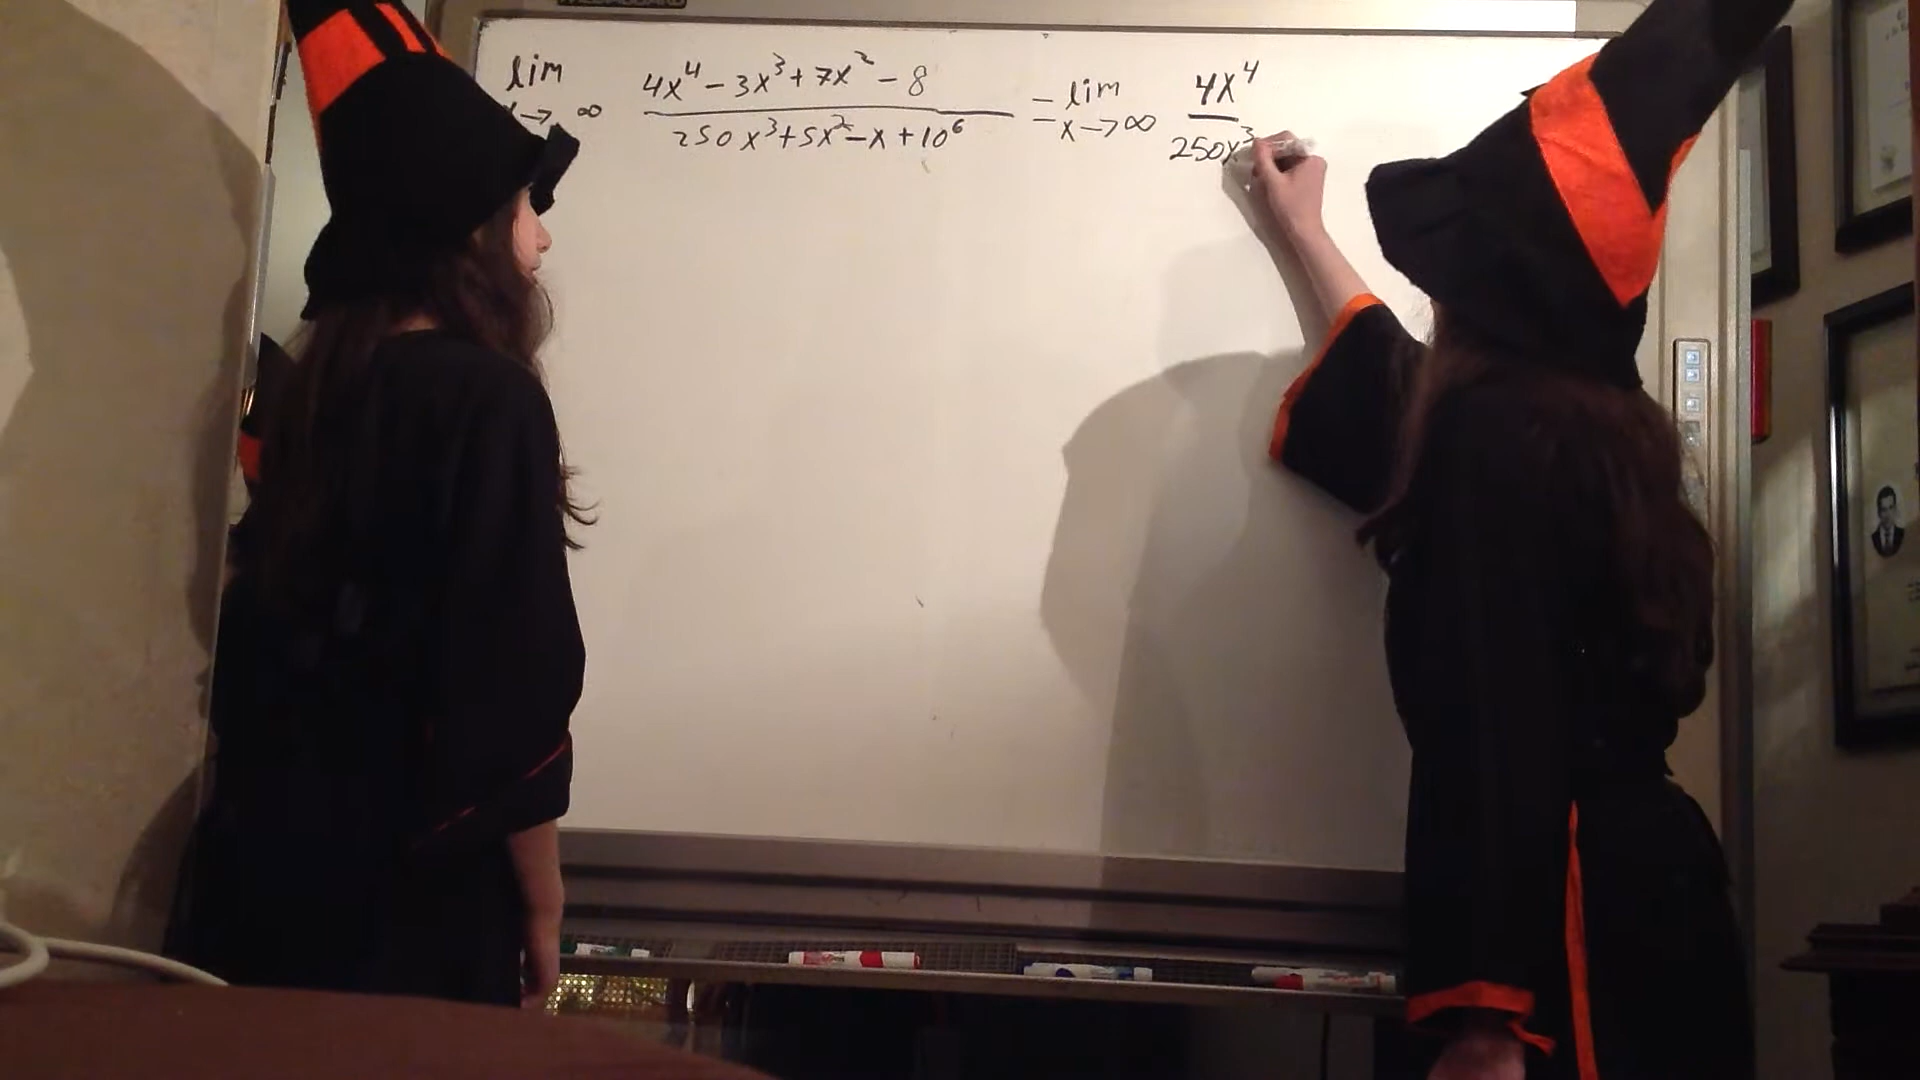 lim x→∞ 4x⁴ − 3x³ + 7x² − 8 / 250x³ + 5x² − x + 10⁶ = lim x→∞ 4x⁴ / 250x³